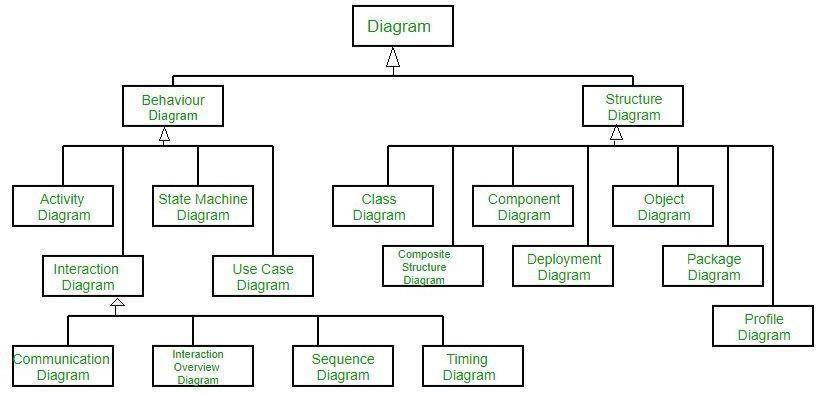 Diagram
Behaviour
Diagram
Structure
Diagram
Activity
Diagram
State Machine
Diagram
Class
Diagram
Component
Diagram
Object
Diagram
Interaction
Diagram
Use Case
Diagram
Composite
Structure
Diagram
Deployment
Diagram
Package
Diagram
Profile
Diagram
Communication
Diagram
Interaction
Overview
Diagram
Sequence
Diagram
Timing
Diagram